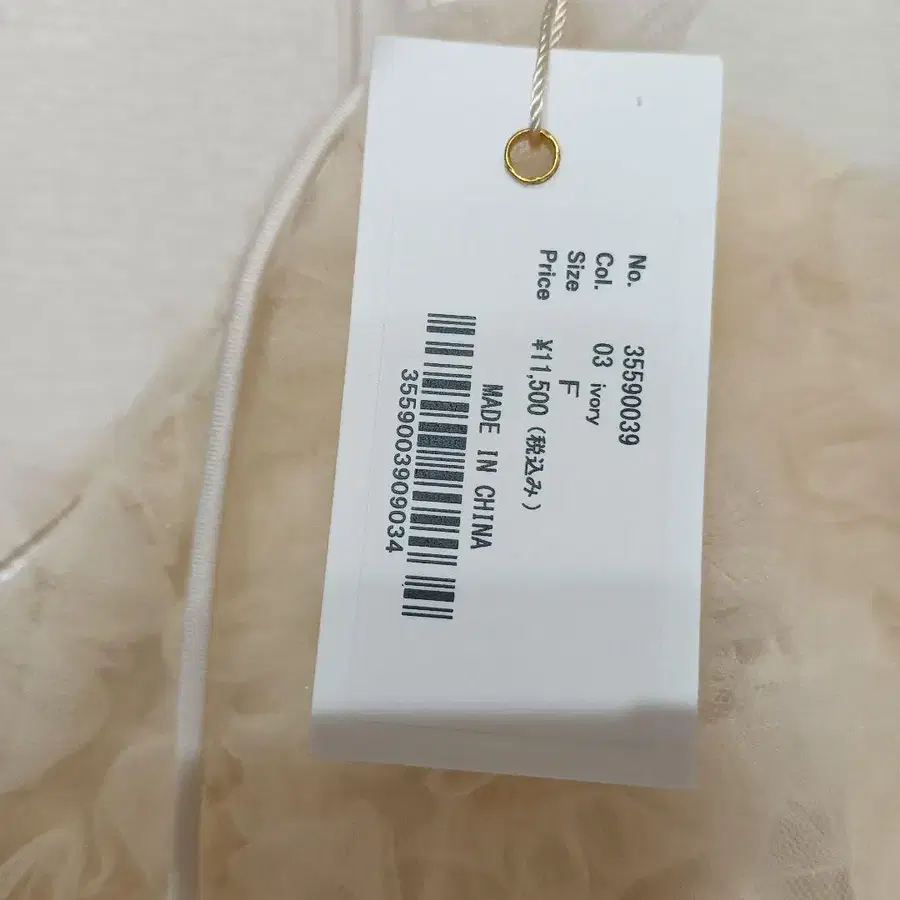 No. 35590039
Col. 03 ivory
Size F
Price ¥11,500 (税込み)
MADE IN CHINA
3559003909034